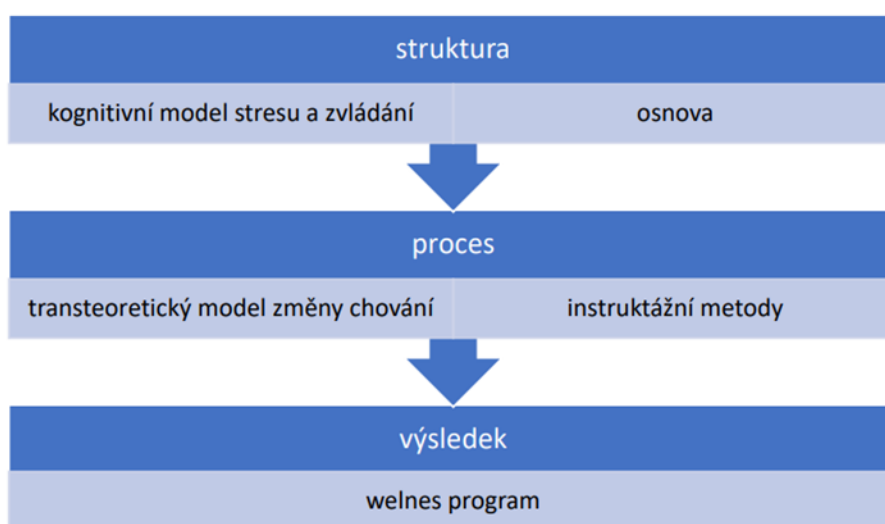 struktura
kognitivní model stresu a zvládání
osnova
proces
transteoretický model změny chování
instruktážní metody
výsledek
welnes program